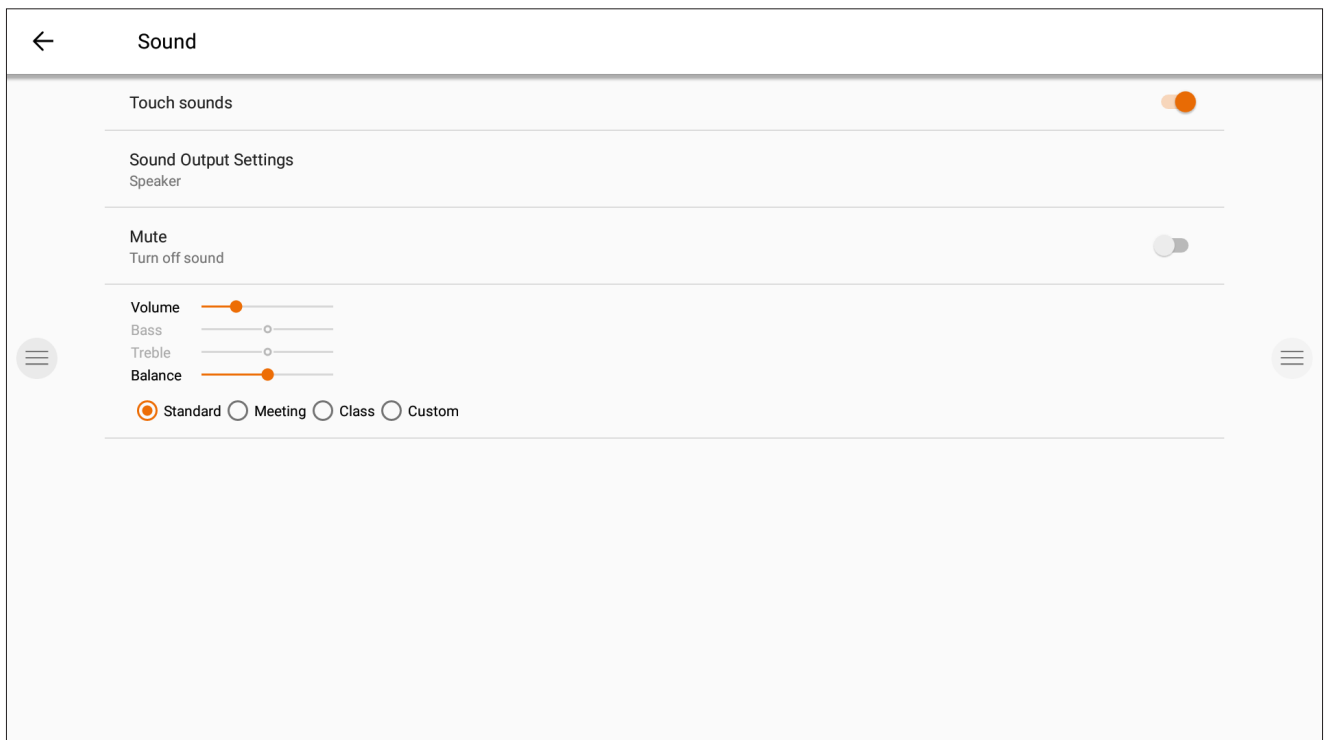 Sound
Touch sounds
Sound Output Settings
Speaker
Mute
Turn off sound
Volume
Bass
Treble
Balance
Standard Meeting Class Custom